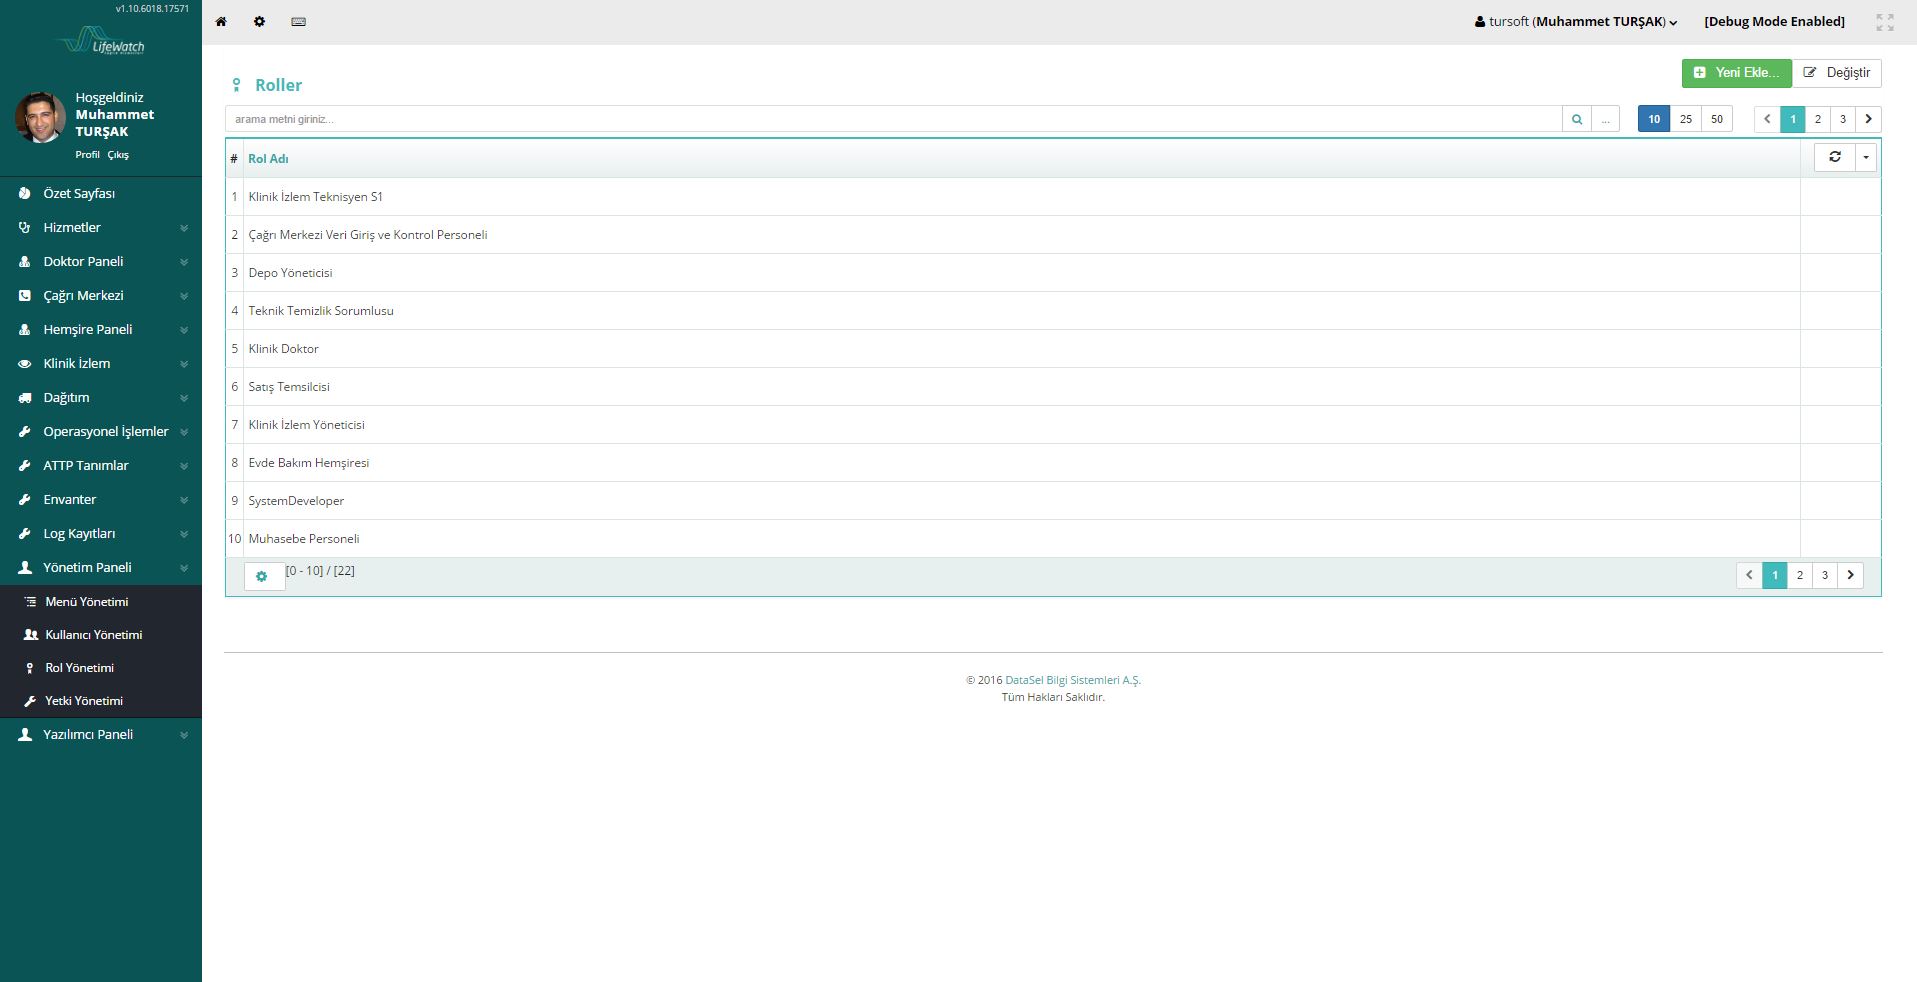 v1.10.6018.17571
LifeWatch
Hoşgeldiniz
Muhammet
TURŞAK
Profil Çıkış
Özet Sayfası
Hizmetler
Doktor Paneli
Çağrı Merkezi
Hemşire Paneli
Klinik İzlem
Dağıtım
Operasyonel İşlemler
ATTP Tanımlar
Envanter
Log Kayıtları
Yönetim Paneli
Menü Yönetimi
Kullanıcı Yönetimi
Rol Yönetimi
Yetki Yönetimi
Yazılımcı Paneli
tursoft (Muhammet TURŞAK) [Debug Mode Enabled]
Roller
Yeni Ekle... Değiştir
arama metni giriniz... ... 10 25 50 1 2 3
# Rol Adı
1 Klinik İzlem Teknisyen S1
2 Çağrı Merkezi Veri Giriş ve Kontrol Personeli
3 Depo Yöneticisi
4 Teknik Temizlik Sorumlusu
5 Klinik Doktor
6 Satış Temsilcisi
7 Klinik İzlem Yöneticisi
8 Evde Bakım Hemşiresi
9 SystemDeveloper
10 Muhasebe Personeli
[0 - 10] / [22] 1 2 3
© 2016 DataSel Bilgi Sistemleri A.Ş.
Tüm Hakları Saklıdır.